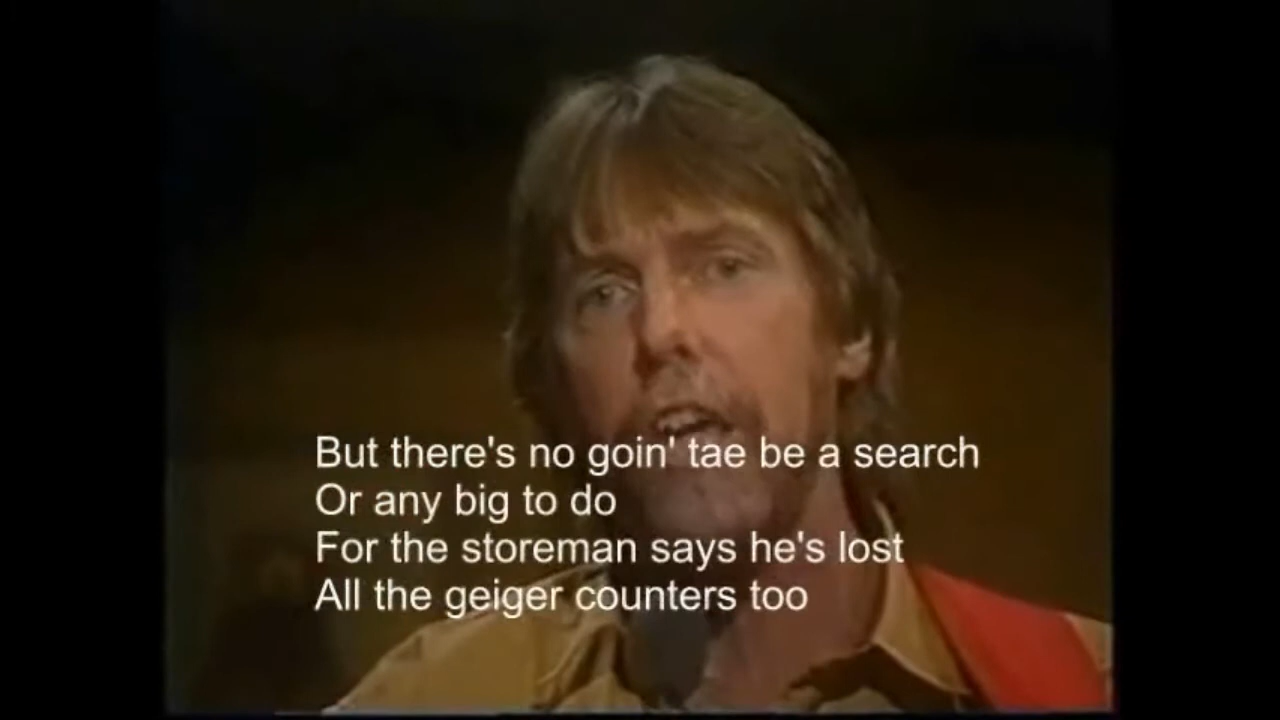 But there's no goin' tae be a search
Or any big to do
For the storeman says he's lost
All the geiger counters too